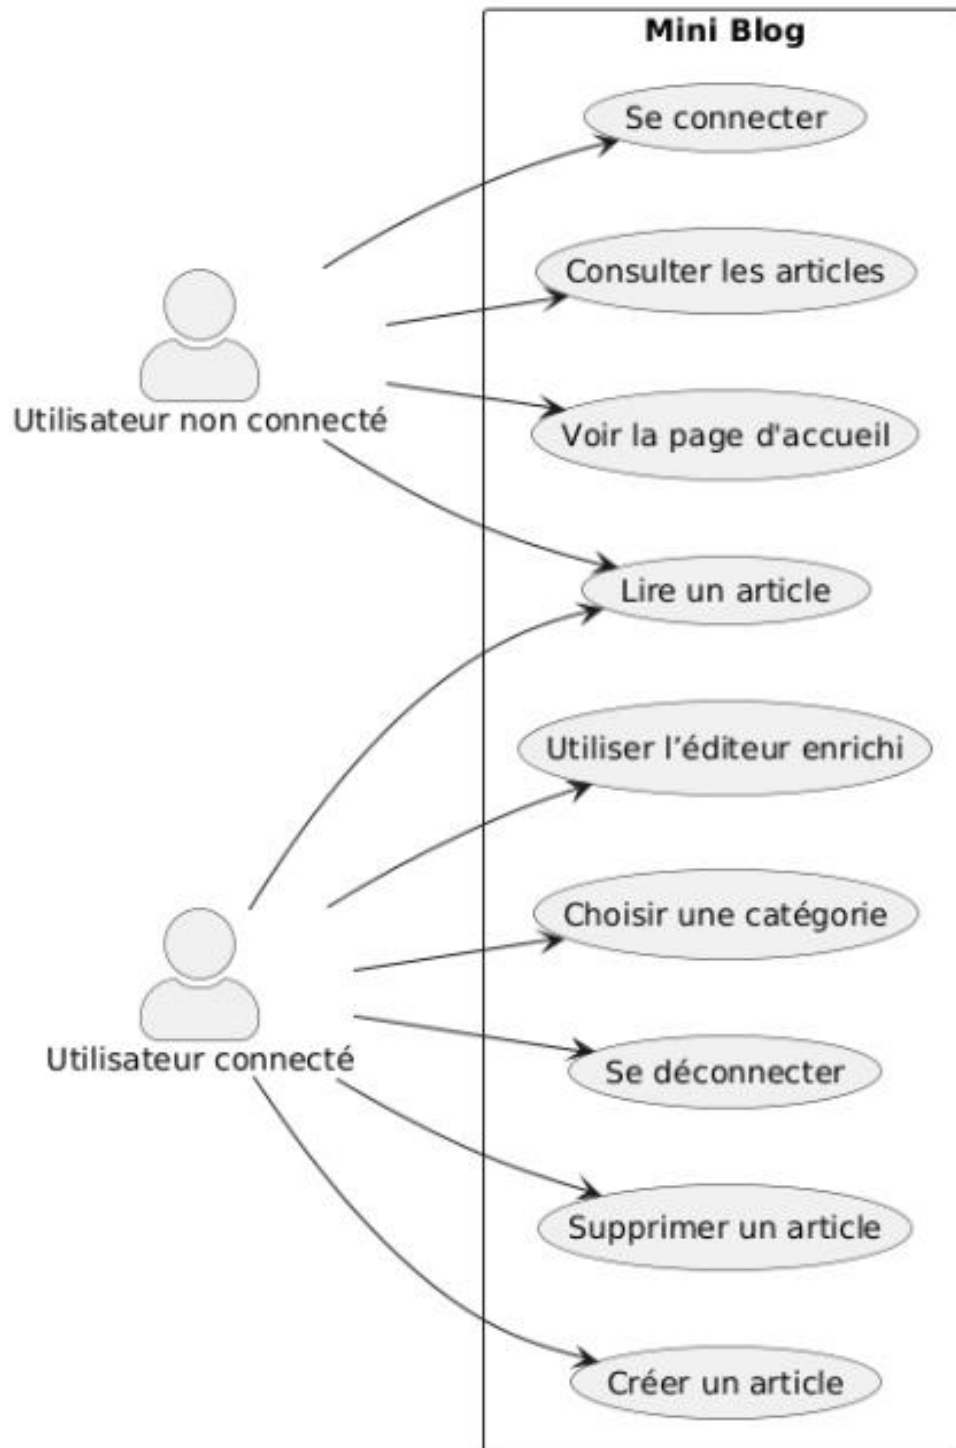 Mini Blog
Se connecter
Consulter les articles
Voir la page d'accueil
Utilisateur non connecté
Lire un article
Utiliser l’éditeur enrichi
Choisir une catégorie
Utilisateur connecté
Se déconnecter
Supprimer un article
Créer un article